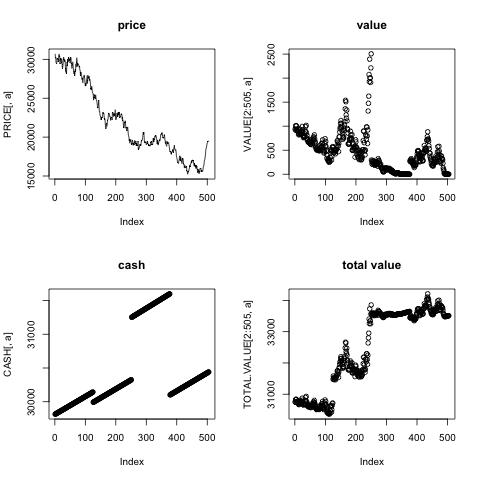 price
PRICE[, a]
15000 20000 25000 30000
0 100 200 300 400 500
Index
value
VALUE[2:505, a]
0 500 1500 2500
0 100 200 300 400 500
Index
cash
CASH[, a]
30000 31000
0 100 200 300 400 500
Index
total value
TOTAL.VALUE[2:505, a]
31000 33000
0 100 200 300 400 500
Index